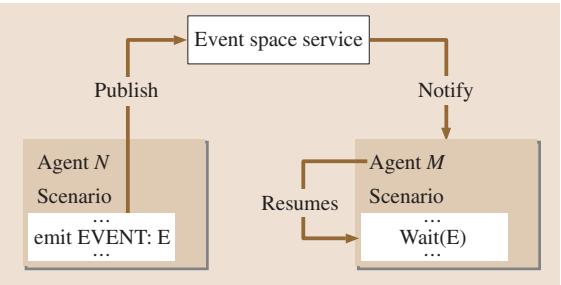 Event space service
Publish
Notify
Agent N
Scenario
...
emit EVENT: E
...
Resumes
Agent M
Scenario
...
Wait(E)
...